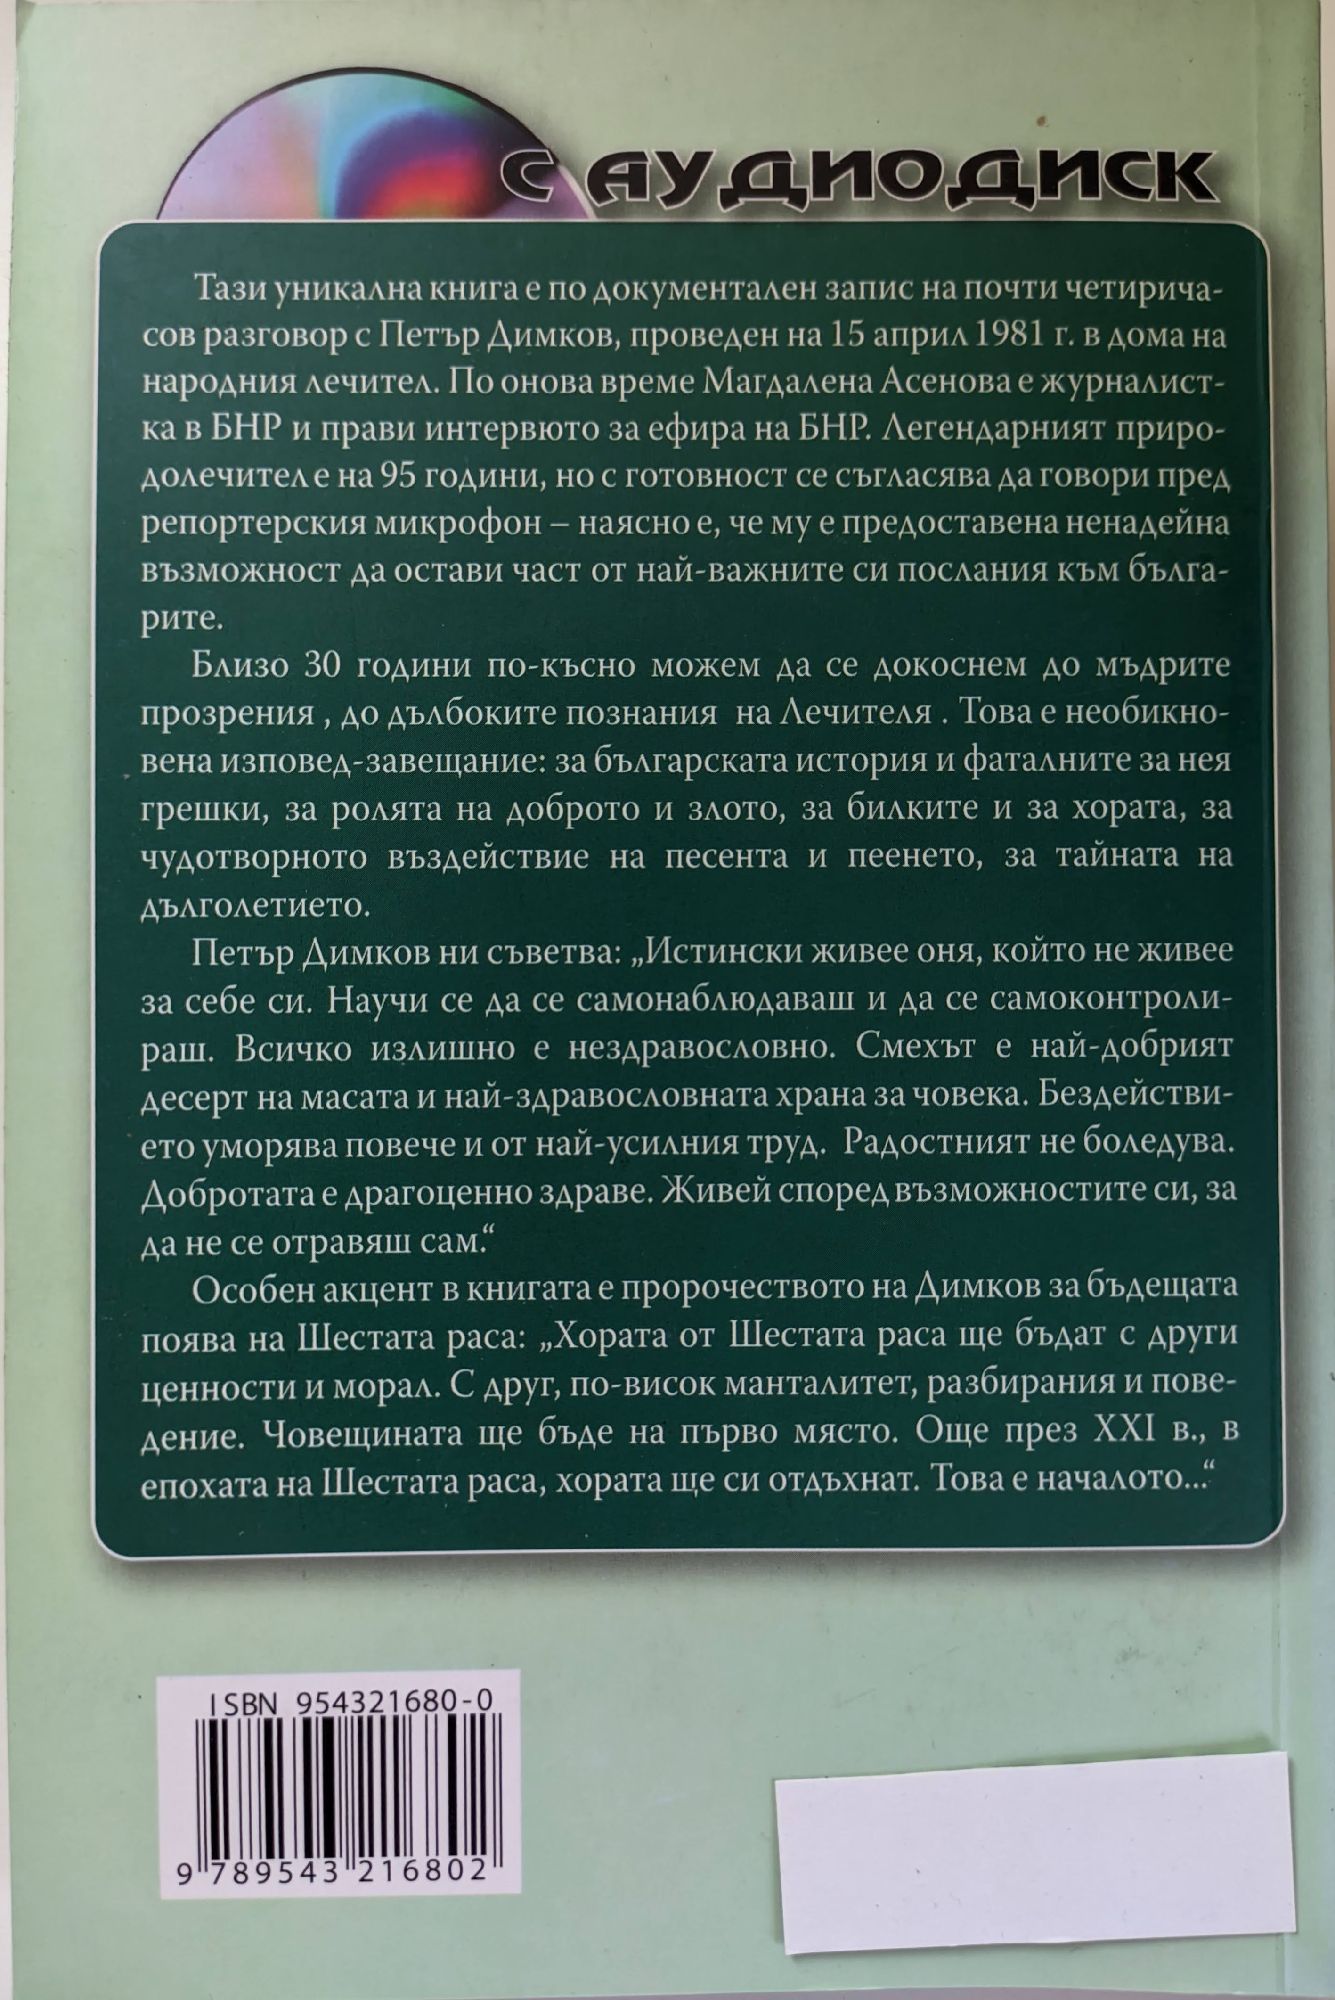 С АУДИОДИСК
Тази уникална книга е по документален запис на почти четирича-
сов разговор с Петър Димков, проведен на 15 април 1981 г. в дома на
народния лечител. По онова време Магдалена Асенова е журналист-
ка в БНР и прави интервюто за ефира на БНР. Легендарният приро-
долечител е на 95 години, но с готовност се съгласява да говори пред
репортерския микрофон – наясно е, че му е предоставена ненадейна
възможност да остави част от най-важните си послания към бълга-
рите.
Близо 30 години по-късно можем да се докоснем до мъдрите
прозрения , до дълбоките познания на Лечителя . Това е необикно-
вена изповед-завещание: за българската история и фаталните за нея
грешки, за ролята на доброто и злото, за билките и за хората, за
чудотворното въздействие на песента и пеенето, за тайната на
дълголетието.
Петър Димков ни съветва: „Истински живее оня, който не живее
за себе си. Научи се да се самонаблюдаваш и да се самоконтроли-
раш. Всичко излишно е нездравословно. Смехът е най-добрият
десерт на масата и най-здравословната храна за човека. Бездействи-
ето уморява повече и от най-усилния труд. Радостният не боледува.
Добротата е драгоценно здраве. Живей според възможностите си, за
да не се отравяш сам.“
Особен акцент в книгата е пророчеството на Димков за бъдещата
поява на Шестата раса: „Хората от Шестата раса ще бъдат с други
ценности и морал. С друг, по-висок манталитет, разбирания и пове-
дение. Човещината ще бъде на първо място. Още през XXI в., в
епохата на Шестата раса, хората ще си отдъхнат. Това е началото...“
ISBN 954321680-0
9 789543 216802